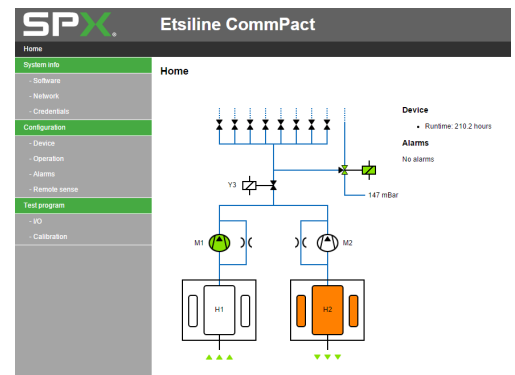 SPX.
Etsiline CommPact
Home
System info
- Software
- Network
- Credentials
Configuration
- Device
- Operation
- Alarms
- Remote sense
Test program
- I/O
- Calibration
Home
Device
Runtime: 210.2 hours
Alarms
No alarms
Y3
147 mBar
M1
M2
H1
H2